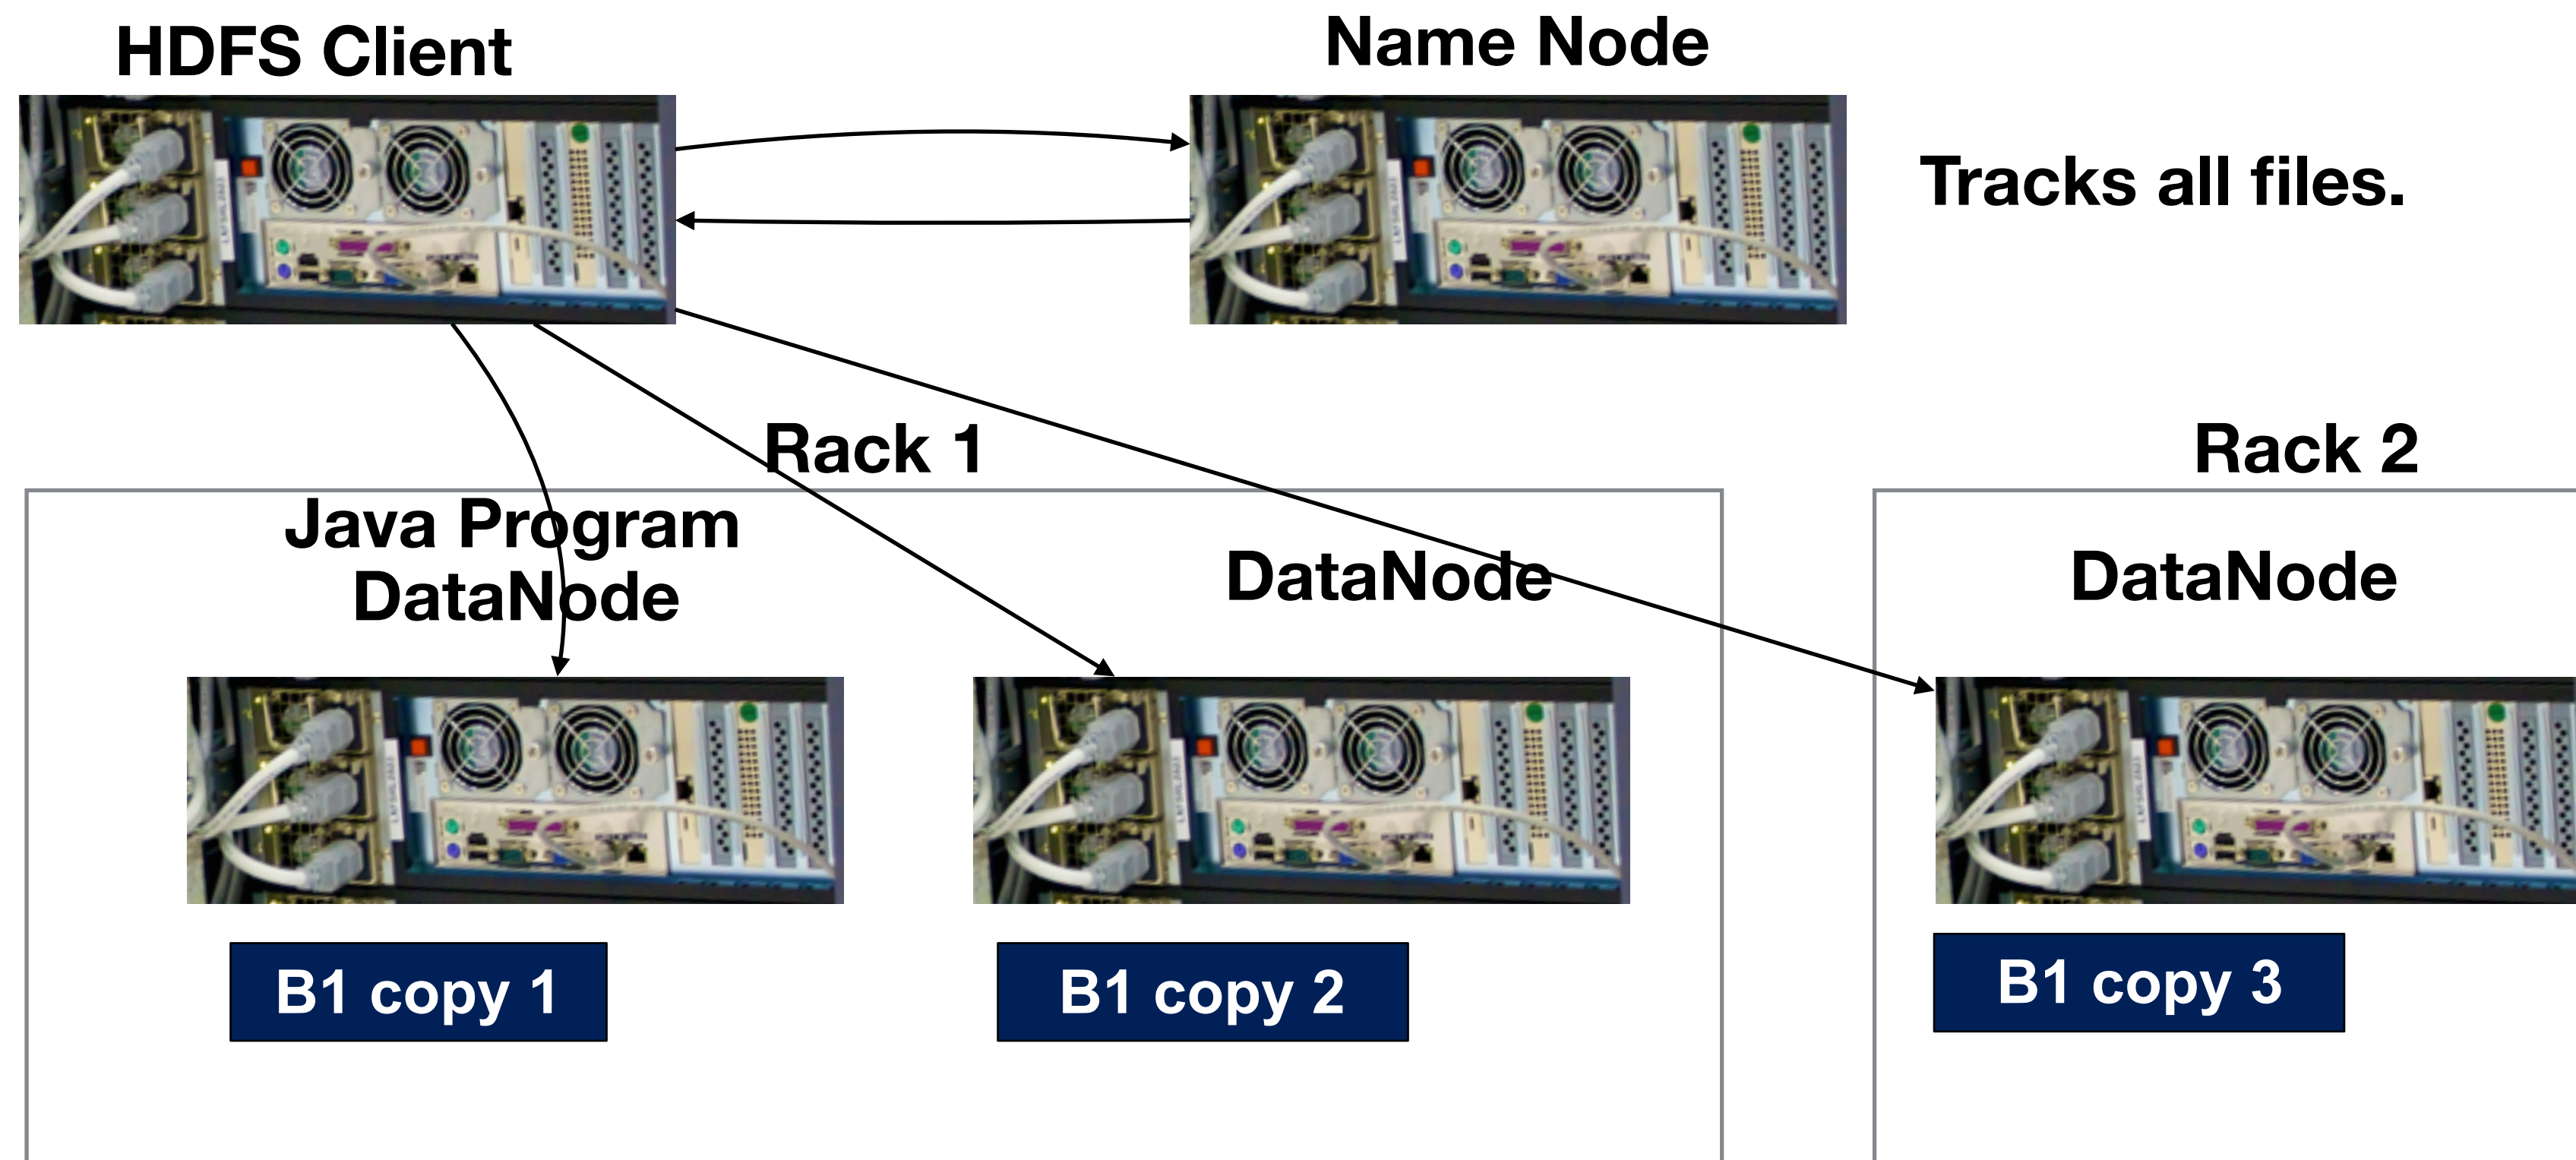 HDFS Client
Name Node
Tracks all files.
Rack 1
Rack 2
Java Program
DataNode
DataNode
DataNode
B1 copy 1
B1 copy 2
B1 copy 3